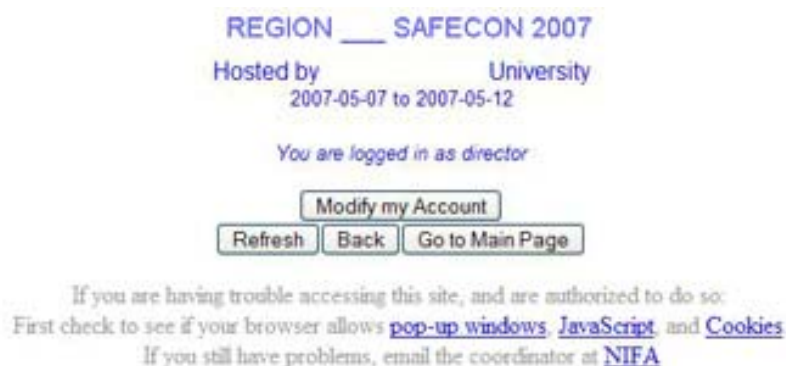 REGION ___ SAFECON 2007
Hosted by University
2007-05-07 to 2007-05-12
You are logged in as director
Modify my Account
Refresh Back Go to Main Page
If you are having trouble accessing this site, and are authorized to do so:
First check to see if your browser allows pop-up windows, JavaScript, and Cookies
If you still have problems, email the coordinator at NIFA